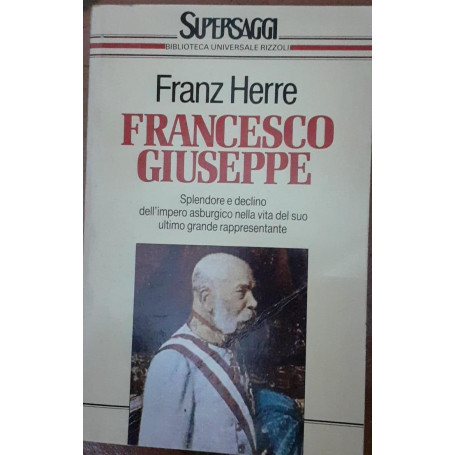 SUPERSAGGI
BIBLIOTECA UNIVERSALE RIZZOLI
Franz Herre
FRANCESCO
GIUSEPPE
Splendore e declino
dell'impero asburgico nella vita del suo
ultimo grande rappresentante